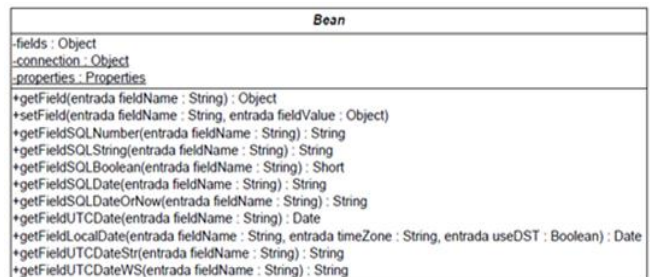 Bean
-fields : Object
-connection : Object
-properties : Properties
+getField(entrada fieldName : String) : Object
+setField(entrada fieldName : String, entrada fieldValue : Object)
+getFieldSQLNumber(entrada fieldName : String) : String
+getFieldSQLString(entrada fieldName : String) : String
+getFieldSQLBoolean(entrada fieldName : String) : Short
+getFieldSQLDate(entrada fieldName : String) : String
+getFieldSQLDateOrNow(entrada fieldName : String) : String
+getFieldUTCDate(entrada fieldName : String) : Date
+getFieldLocalDate(entrada fieldName : String, entrada timeZone : String, entrada useDST : Boolean) : Date
+getFieldUTCDateStr(entrada fieldName : String) : String
+getFieldUTCDateWS(entrada fieldName : String) : String